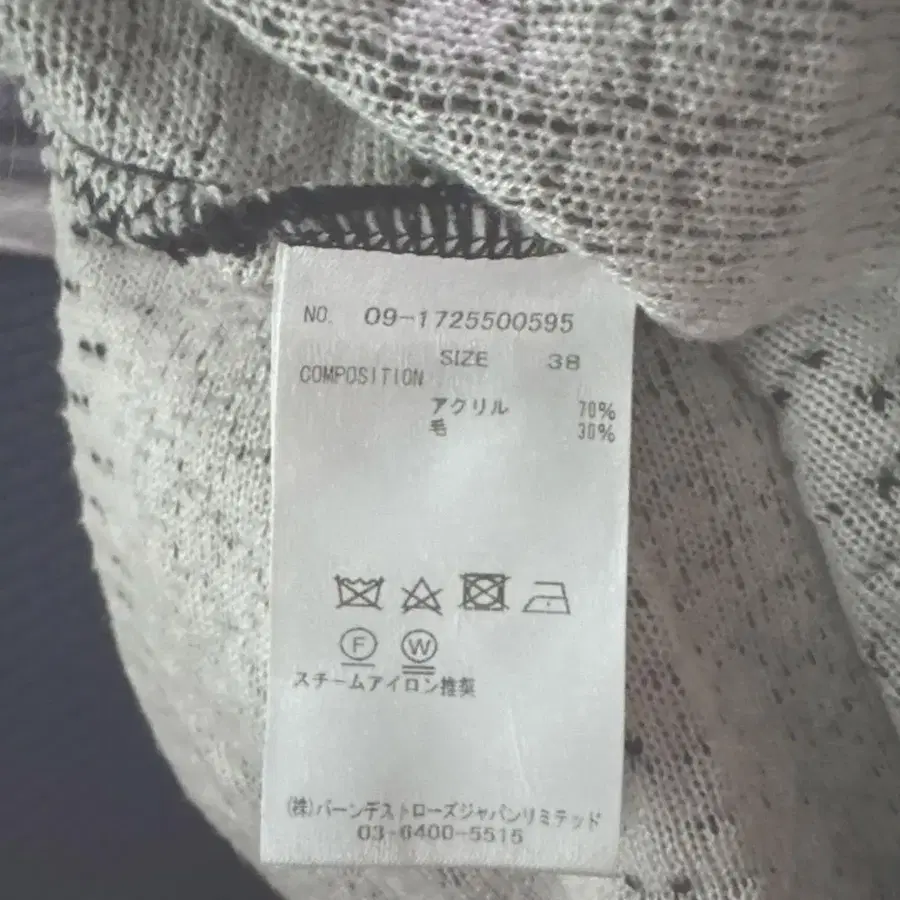 NO. 09-1725500595
SIZE 38
COMPOSITION
アクリル 70%
毛 30%
F W
スチームアイロン推奨
(株)バーンデストローズジャパンリミテッド
03-6400-5515